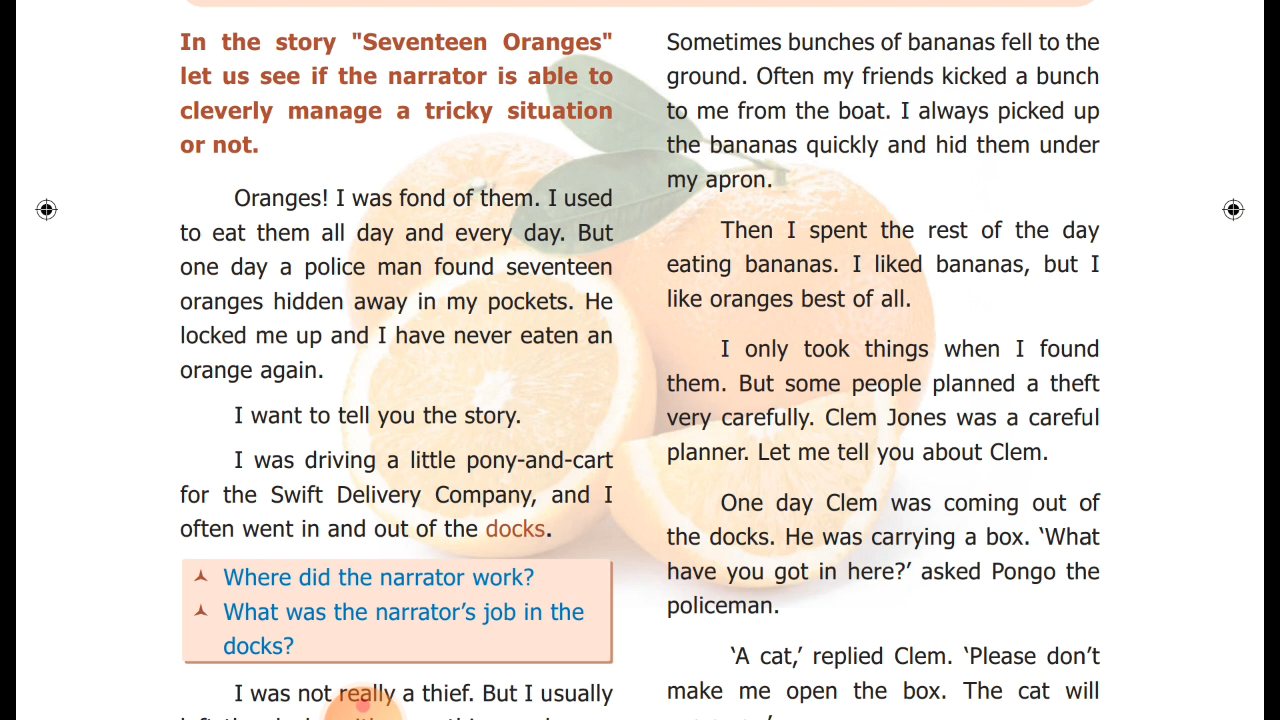 In the story "Seventeen Oranges"
let us see if the narrator is able to
cleverly manage a tricky situation
or not.
Oranges! I was fond of them. I used
to eat them all day and every day. But
one day a police man found seventeen
oranges hidden away in my pockets. He
locked me up and I have never eaten an
orange again.
I want to tell you the story.
I was driving a little pony-and-cart
for the Swift Delivery Company, and I
often went in and out of the docks.
Where did the narrator work?
What was the narrator's job in the
docks?
I was not really a thief. But I usually
Sometimes bunches of bananas fell to the
ground. Often my friends kicked a bunch
to me from the boat. I always picked up
the bananas quickly and hid them under
my apron.
Then I spent the rest of the day
eating bananas. I liked bananas, but I
like oranges best of all.
I only took things when I found
them. But some people planned a theft
very carefully. Clem Jones was a careful
planner. Let me tell you about Clem.
One day Clem was coming out of
the docks. He was carrying a box. ‘What
have you got in here?’ asked Pongo the
policeman.
‘A cat,’ replied Clem. ‘Please don’t
make me open the box. The cat will